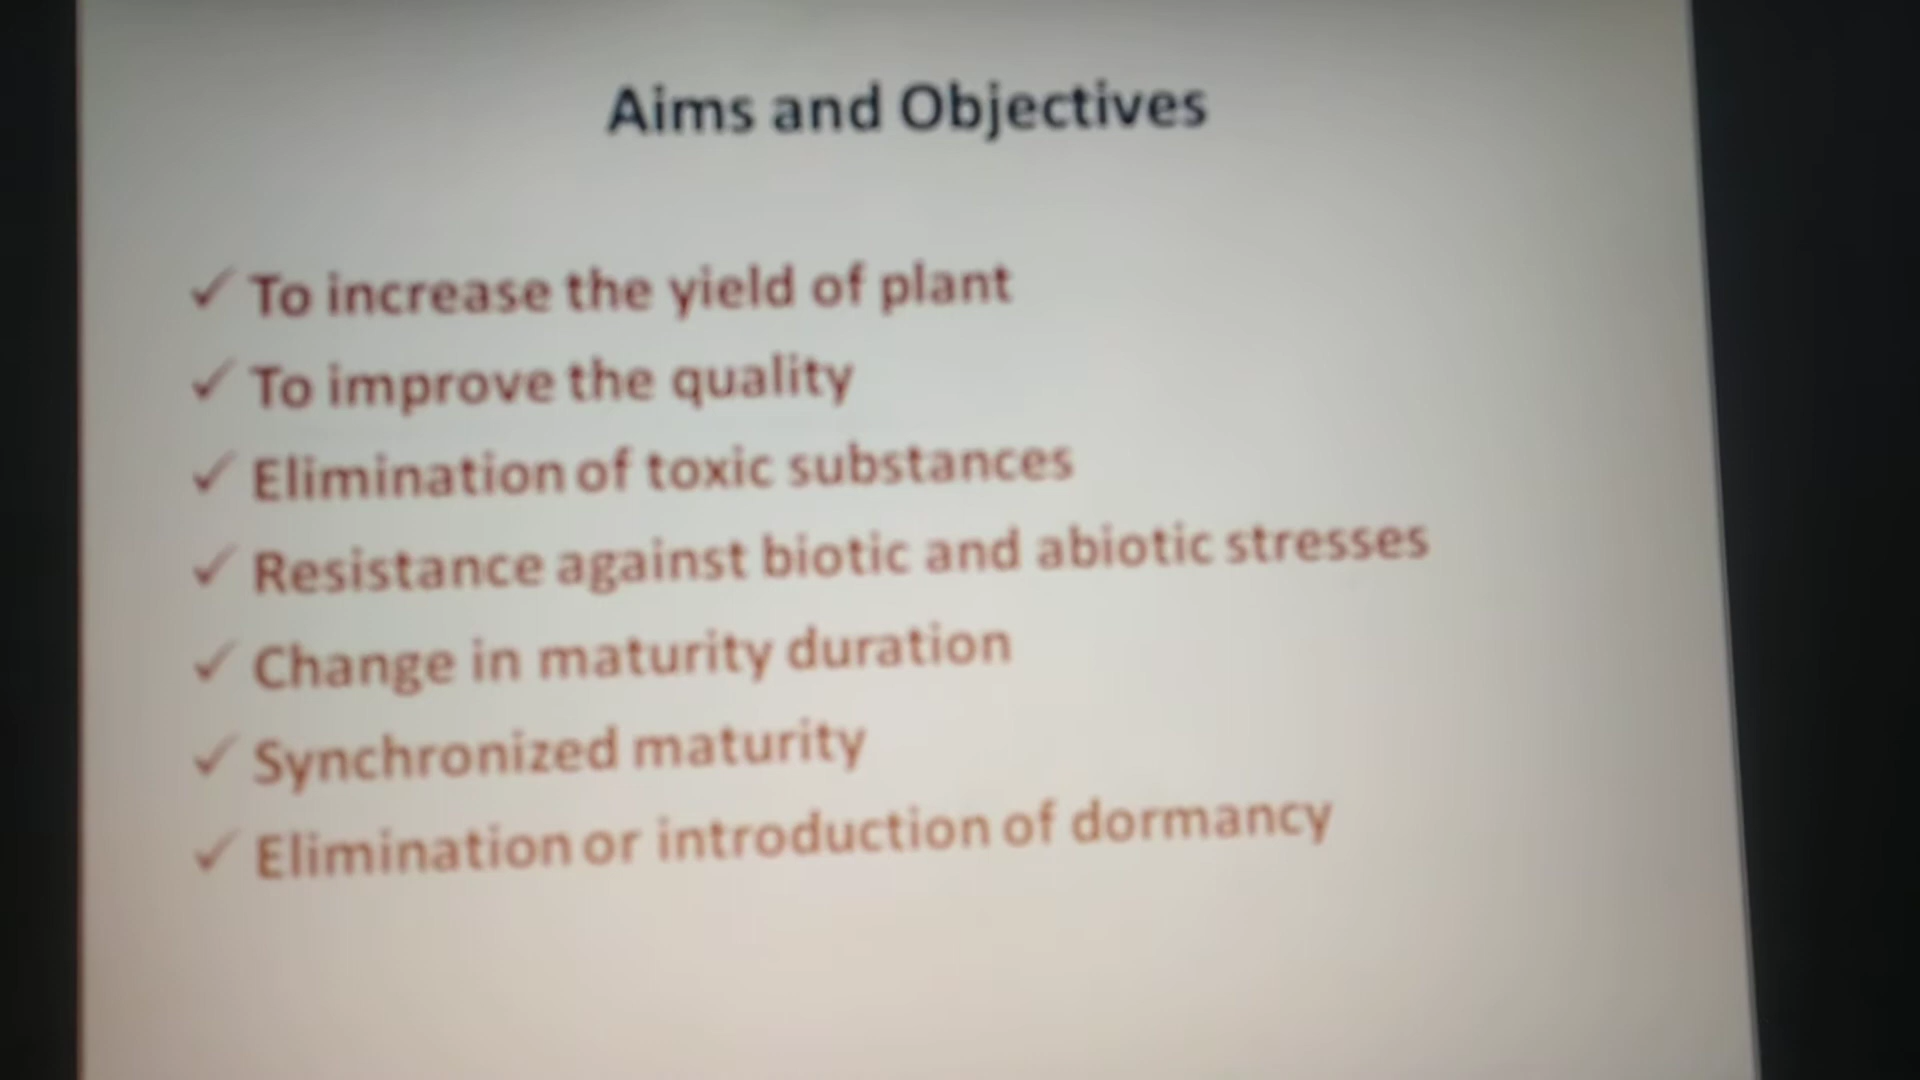 Aims and Objectives
✓ To increase the yield of plant
✓ To improve the quality
✓ Elimination of toxic substances
✓ Resistance against biotic and abiotic stresses
✓ Change in maturity duration
✓ Synchronized maturity
✓ Elimination or introduction of dormancy